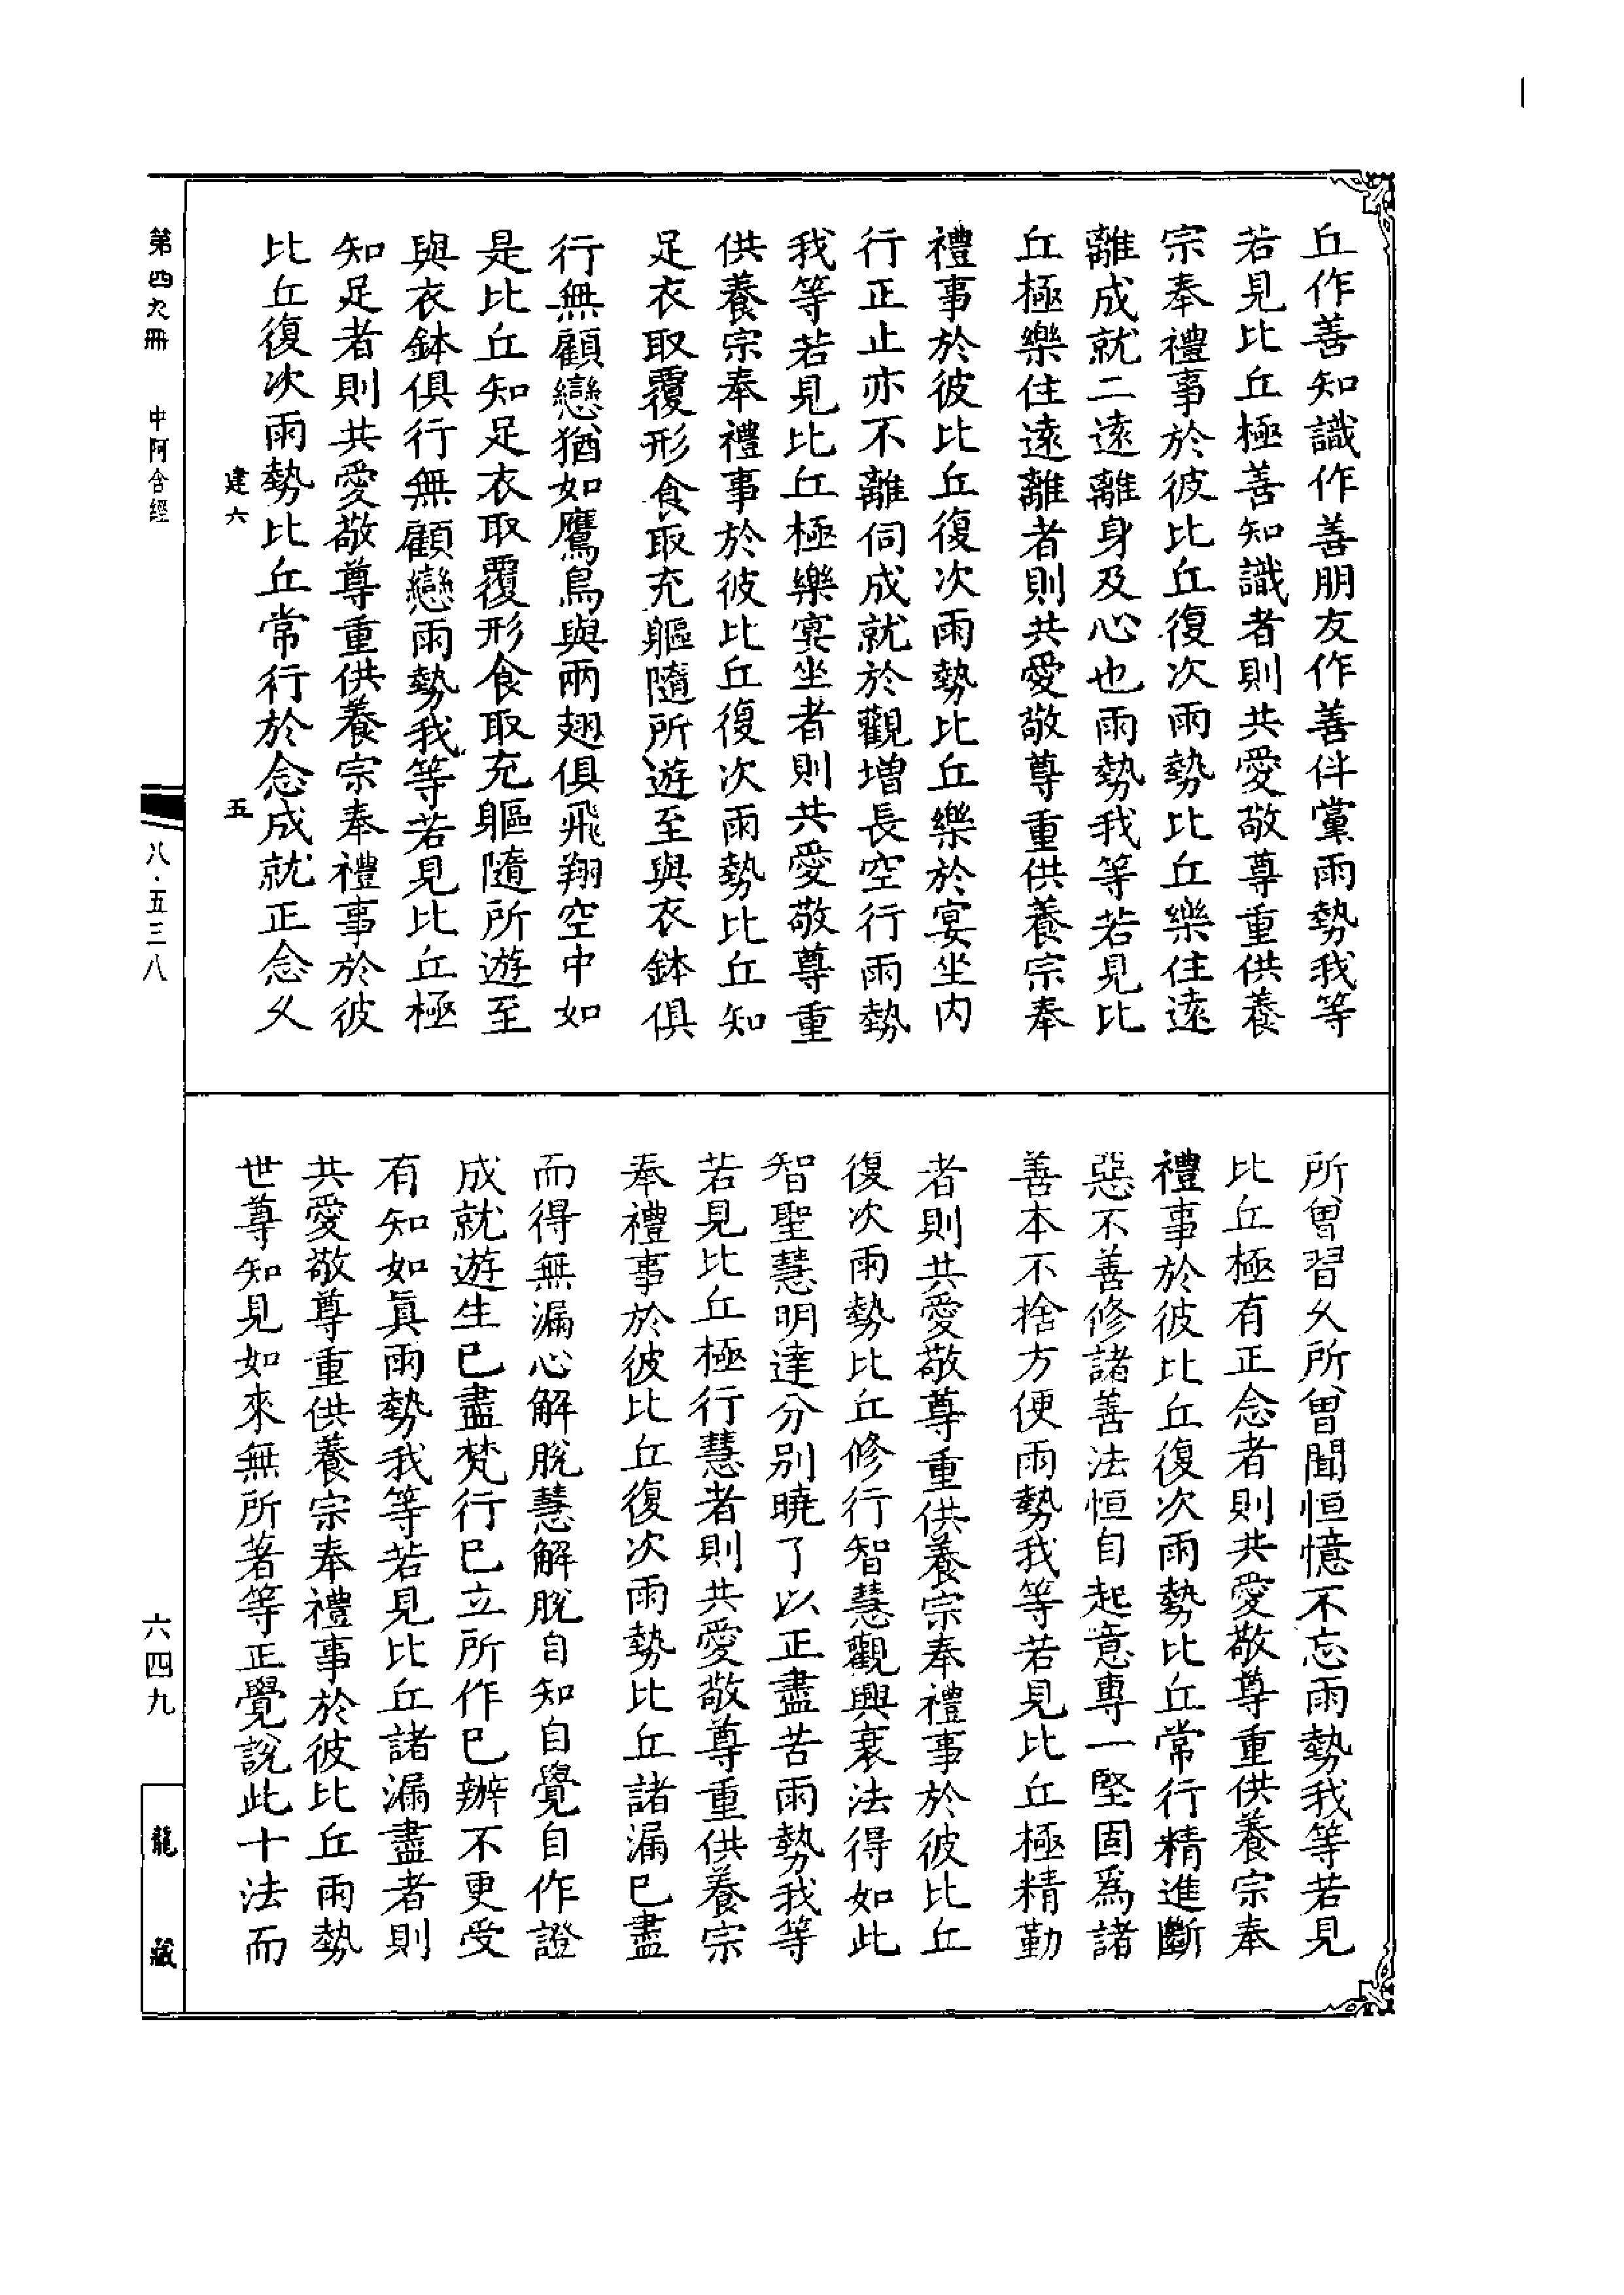 丘作善知識作善朋友作善伴黨雨勢我等
若見比丘極善知識者則共愛敬尊重供養
宗奉禮事於彼比丘復次雨勢比丘樂住遠
離成就二遠離身及心也雨勢我等若見比
丘極樂住遠離者則共愛敬尊重供養宗奉
禮事於彼比丘復次雨勢比丘樂於宴坐内
行正止亦不離伺成就於觀增長空行雨勢
我等若見比丘極樂宴坐者則共愛敬尊重
供養宗奉禮事於彼比丘復次雨勢比丘知
足衣取覆形食取充軀隨所遊至與衣鉢俱
行無顧戀猶如鷹鳥與兩翅俱飛翔空中如
是比丘知足衣取覆形食取充軀隨所遊至
與衣鉢俱行無顧戀雨勢我等若見比丘極
知足者則共愛敬尊重供養宗奉禮事於彼
比丘復次雨勢比丘常行於念成就正念久
建六
五
所曾習久所曾聞恒憶不忘雨勢我等若見
比丘極有正念者則共愛敬尊重供養宗奉
禮事於彼比丘復次雨勢比丘常行精進斷
惡不善修諸善法恒自起意專一堅固爲諸
善本不捨方便雨勢我等若見比丘極精勤
者則共愛敬尊重供養宗奉禮事於彼比丘
復次雨勢比丘修行智慧觀興衰法得如此
智聖慧明達分别曉了以正盡苦雨勢我等
若見比丘極行慧者則共愛敬尊重供養宗
奉禮事於彼比丘復次雨勢比丘諸漏已盡
而得無漏心解脫慧解脫自知自覺自作證
成就遊生已盡梵行已立所作已辦不更受
有知如眞雨勢我等若見比丘諸漏盡者則
共愛敬尊重供養宗奉禮事於彼比丘雨勢
世尊知見如來無所著等正覺說此十法而
第四九冊 中阿含經
八·五三八
六四九
龍藏